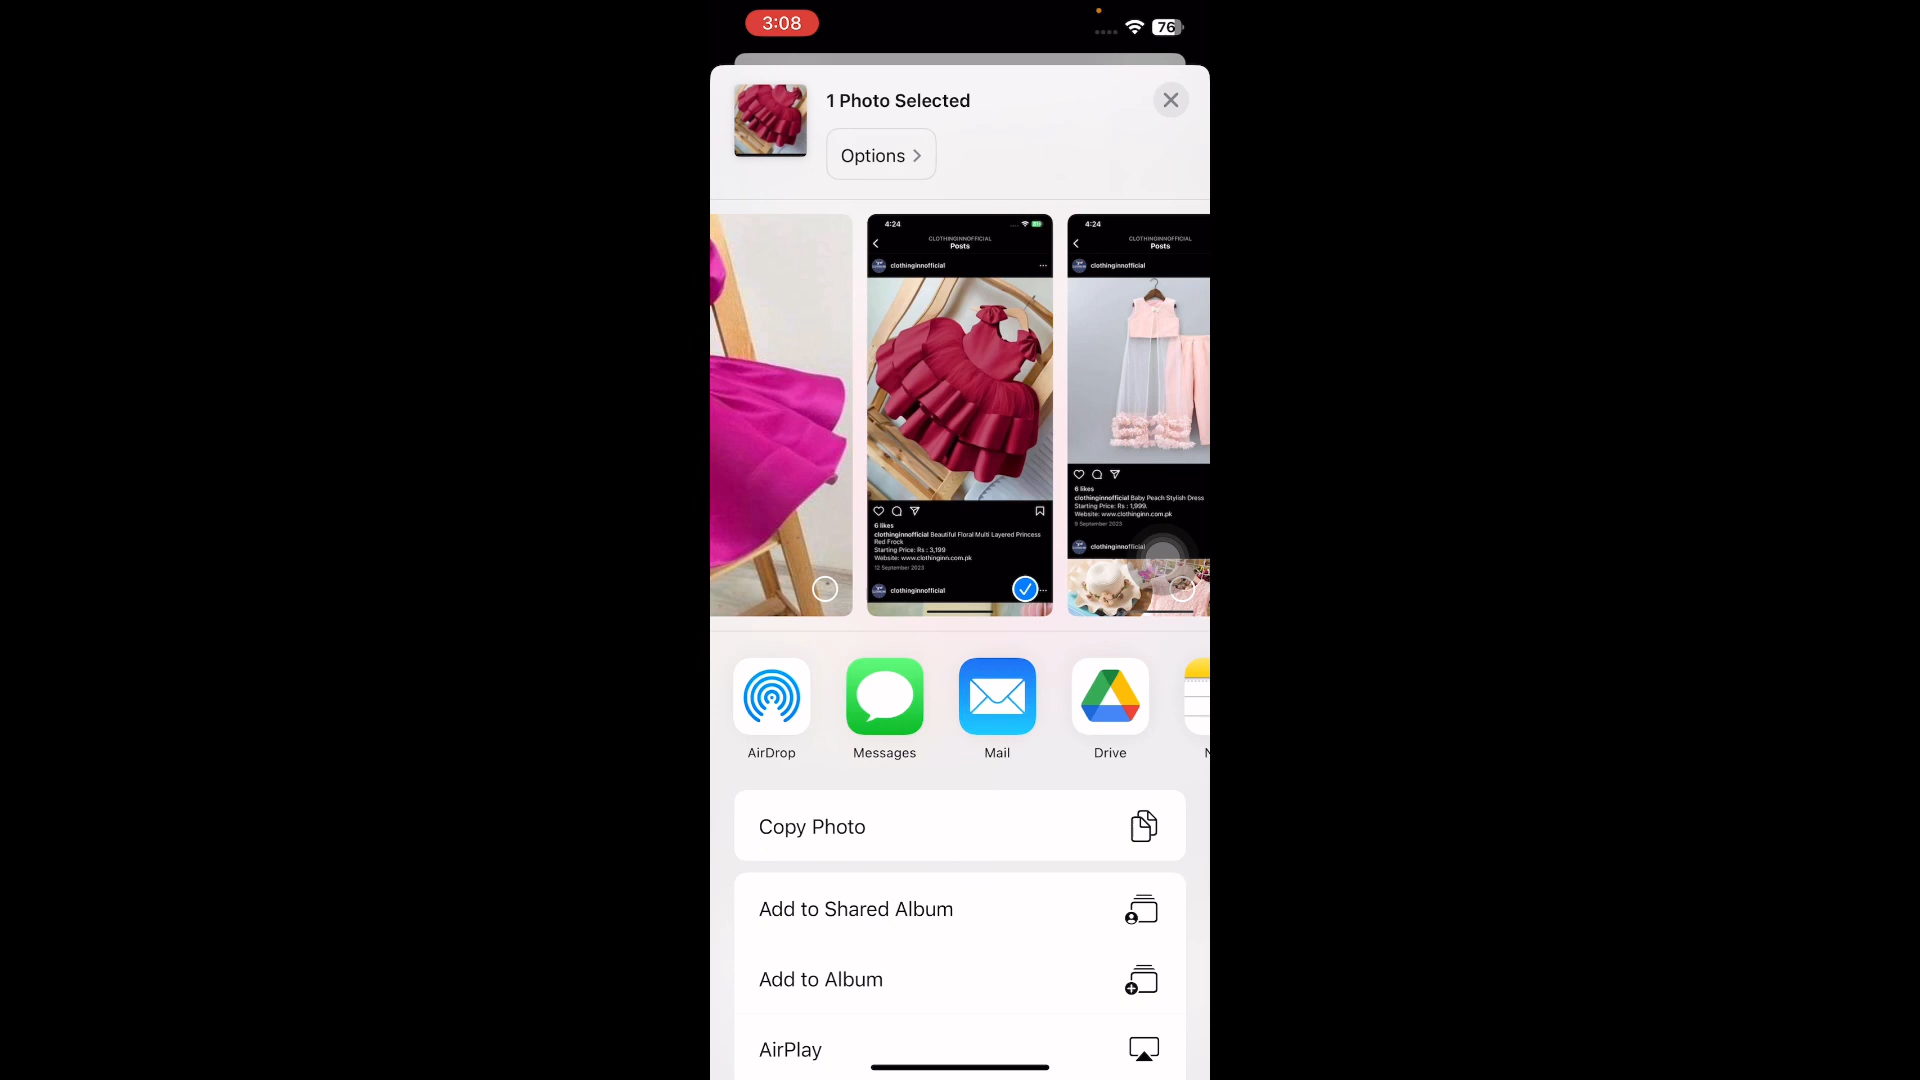 3:08
76
1 Photo Selected
Options
4:24
CLOTHINGINNOFFICIAL
Posts
clothinginnofficial
6 likes
clothinginnofficial Beautiful Floral Multi Layered Princess
Red Frock
Starting Price: Rs : 3,199
Website: www.clothinginn.com.pk
12 September 2023
clothinginnofficial
4:24
CLOTHINGINNOFFICIAL
Posts
clothinginnofficial
6 likes
clothinginnofficial Baby Peach Stylish Dress
Starting Price: Rs : 1,999.
Website: www.clothinginn.com.pk
9 September 2023
clothinginnofficial
AirDrop
Messages
Mail
Drive
Copy Photo
Add to Shared Album
Add to Album
AirPlay